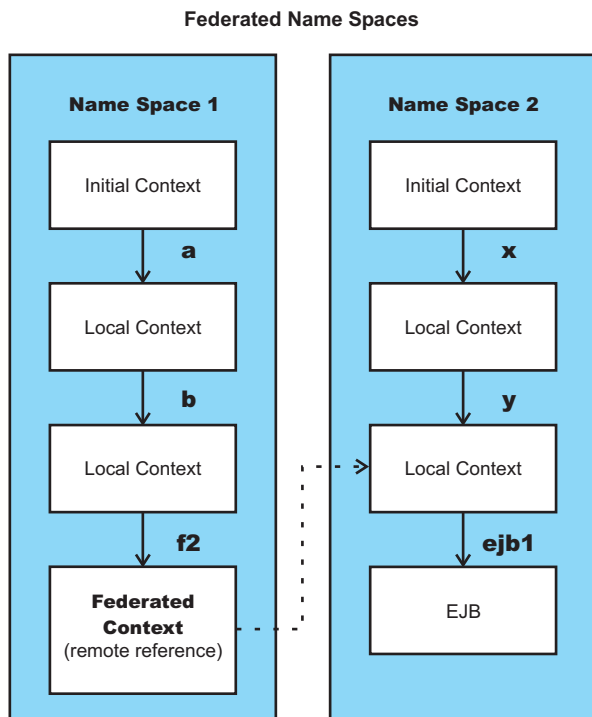 Federated Name Spaces
Name Space 1
Initial Context
a
Local Context
b
Local Context
f2
Federated
Context
(remote reference)
Name Space 2
Initial Context
x
Local Context
y
Local Context
ejb1
EJB